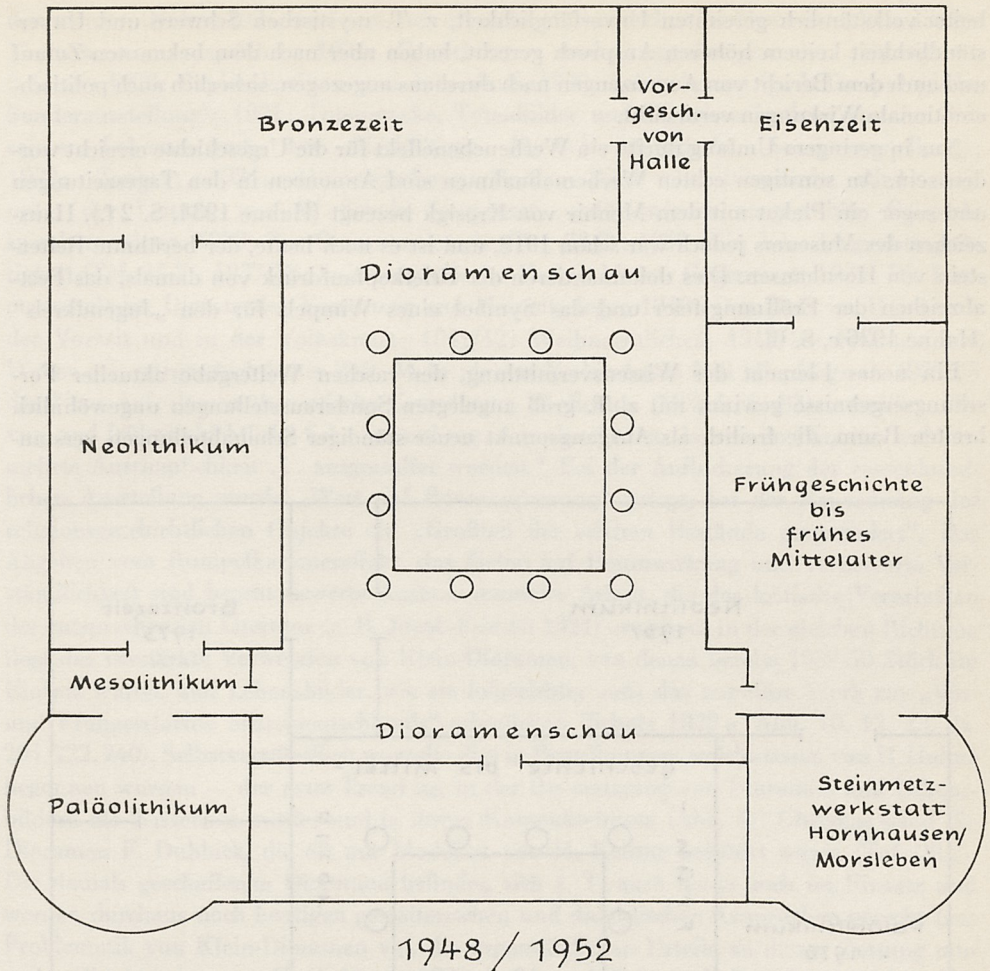 Bronzezeit
Vor-
gesch.
von
Halle
Eisenzeit
Dioramenschau
Neolithikum
Frühgeschichte
bis
frühes
Mittelalter
Mesolithikum
Dioramenschau
Paläolithikum
Steinmetz-
werkstatt
Hornhausen/
Morsleben
1948 / 1952